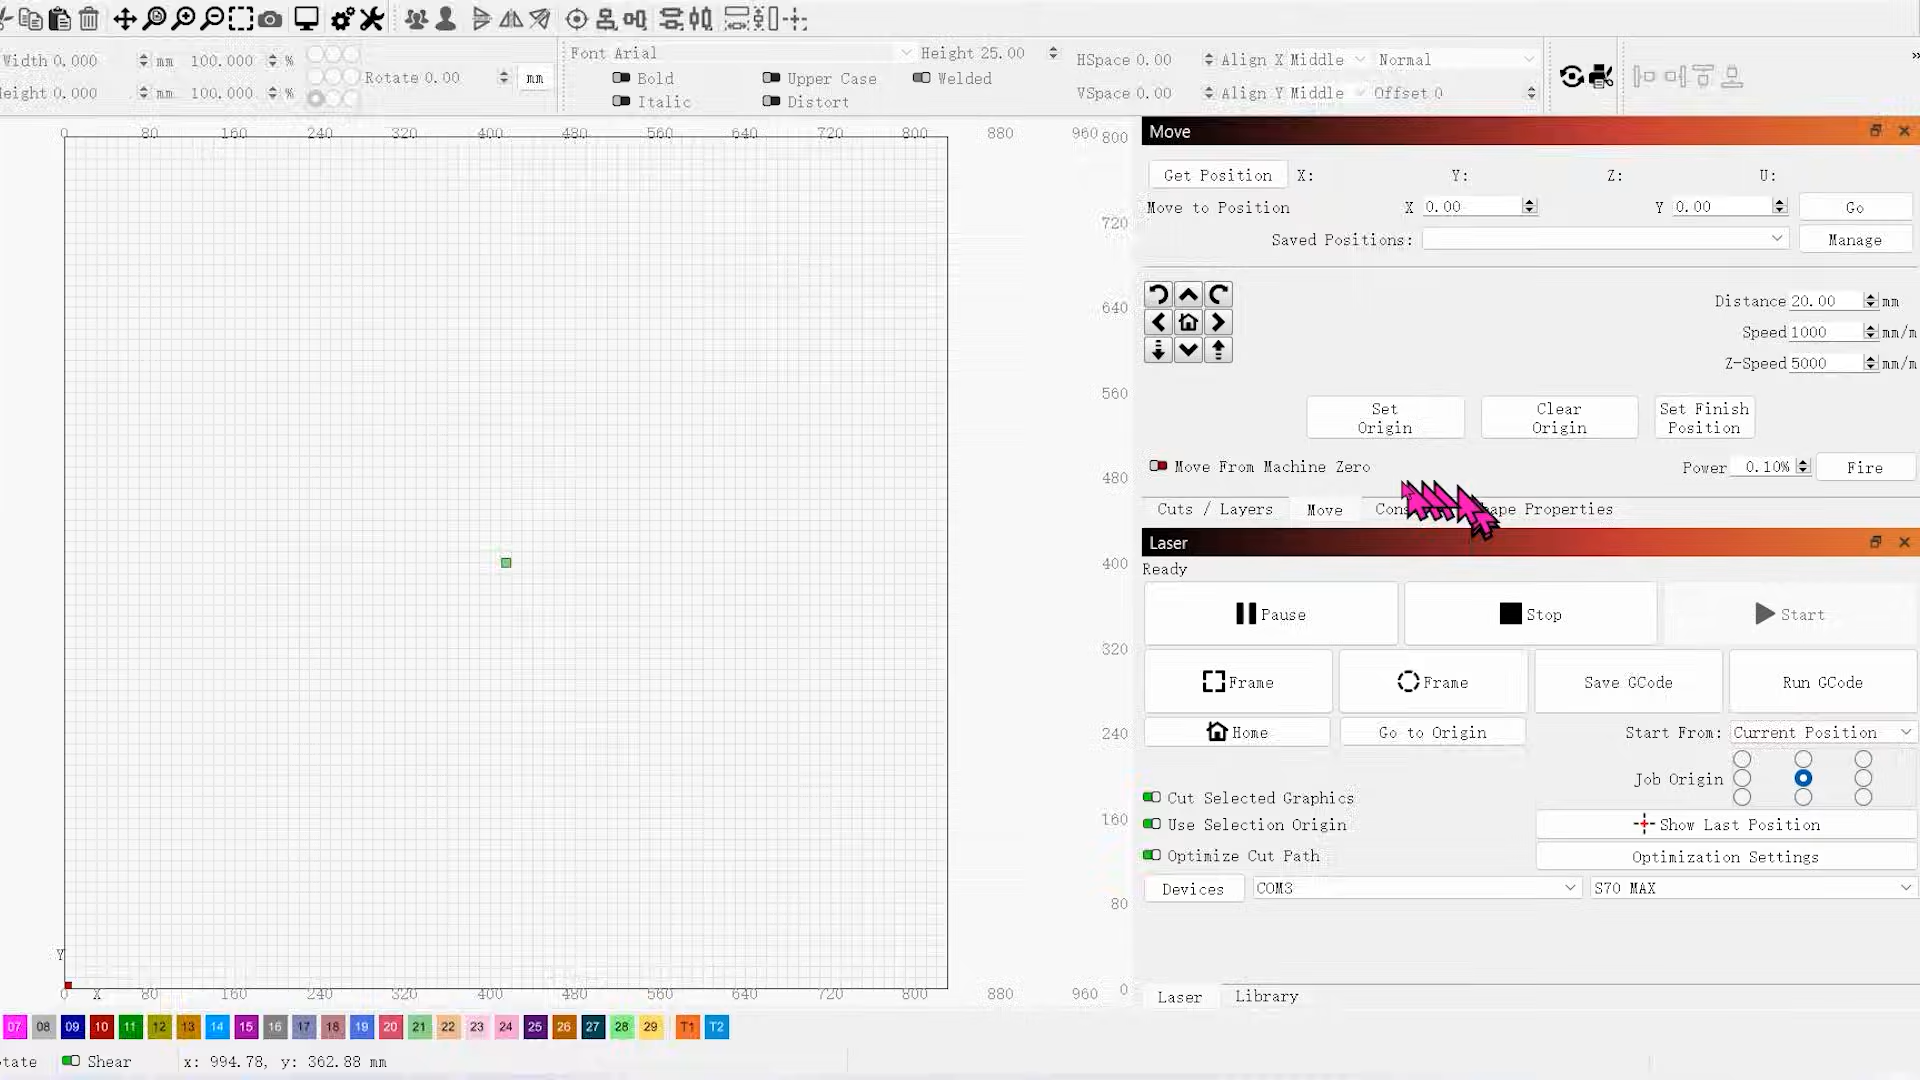 Width 0.000 mm 100.000 %
eight 0.000 mm 100.000 %
Rotate 0.00 mm
Font Arial Height 25.00
Bold Upper Case Welded
Italic Distort
HSpace 0.00 Align X Middle Normal
VSpace 0.00 Align Y Middle Offset 0
»
0 80 160 240 320 400 480 560 640 720 800 880 960
800
720
640
560
480
400
320
240
160
80
0
Y
X
0 80 160 240 320 400 480 560 640 720 800 880 960
Move
Get Position X: Y: Z: U:
Move to Position X 0.00 Y 0.00 Go
Saved Positions: Manage
Distance 20.00 mm
Speed 1000 mm/m
Z-Speed 5000 mm/m
Set Origin
Clear Origin
Set Finish Position
Move From Machine Zero Power 0.10% Fire
Cuts / Layers Move Cons hape Properties
Laser
Ready
Pause Stop Start
Frame Frame Save GCode Run GCode
Home Go to Origin Start From: Current Position
Job Origin
Cut Selected Graphics
Use Selection Origin Show Last Position
Optimize Cut Path Optimization Settings
Devices COM3 S70 MAX
Laser Library
07 08 09 10 11 12 13 14 15 16 17 18 19 20 21 22 23 24 25 26 27 28 29 T1 T2
tate Shear x: 994.78, y: 362.88 mm